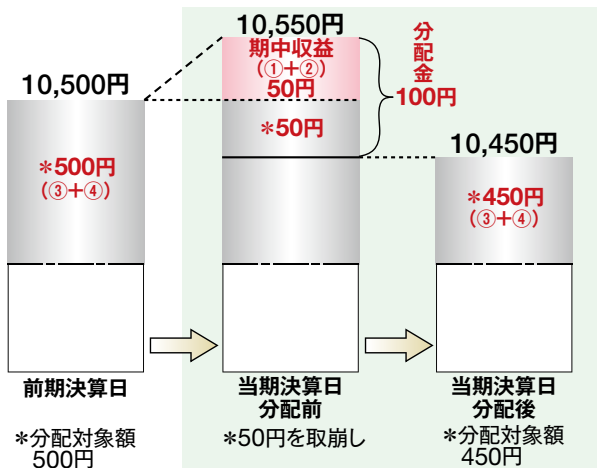 10,500円
＊500円
（③＋④）
前期決算日
＊分配対象額
500円
10,550円
期中収益
（①＋②）
50円
＊50円
分配金
100円
当期決算日
分配前
＊50円を取崩し
10,450円
＊450円
（③＋④）
当期決算日
分配後
＊分配対象額
450円